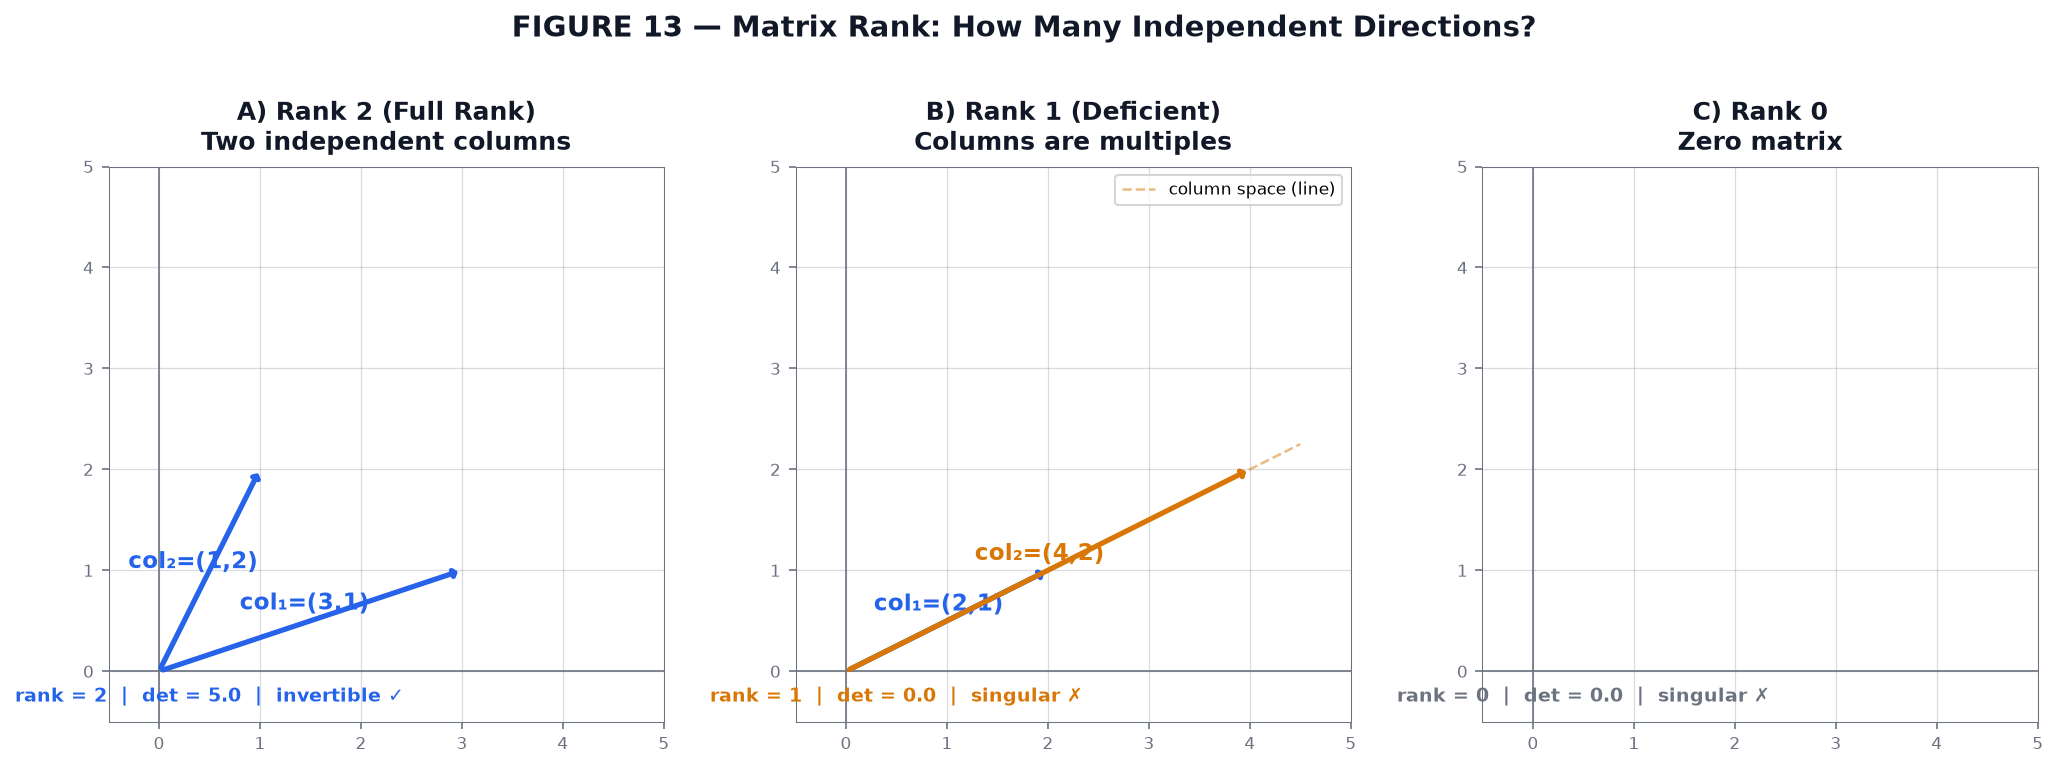 FIGURE 13 — Matrix Rank: How Many Independent Directions?
A) Rank 2 (Full Rank)
Two independent columns
5
4
3
2
1
0
col₂=(1,2)
col₁=(3,1)
rank = 2 | det = 5.0 | invertible ✓
0 1 2 3 4 5
B) Rank 1 (Deficient)
Columns are multiples
column space (line)
5
4
3
2
1
0
col₂=(4,2)
col₁=(2,1)
rank = 1 | det = 0.0 | singular ✗
0 1 2 3 4 5
C) Rank 0
Zero matrix
5
4
3
2
1
0
rank = 0 | det = 0.0 | singular ✗
0 1 2 3 4 5